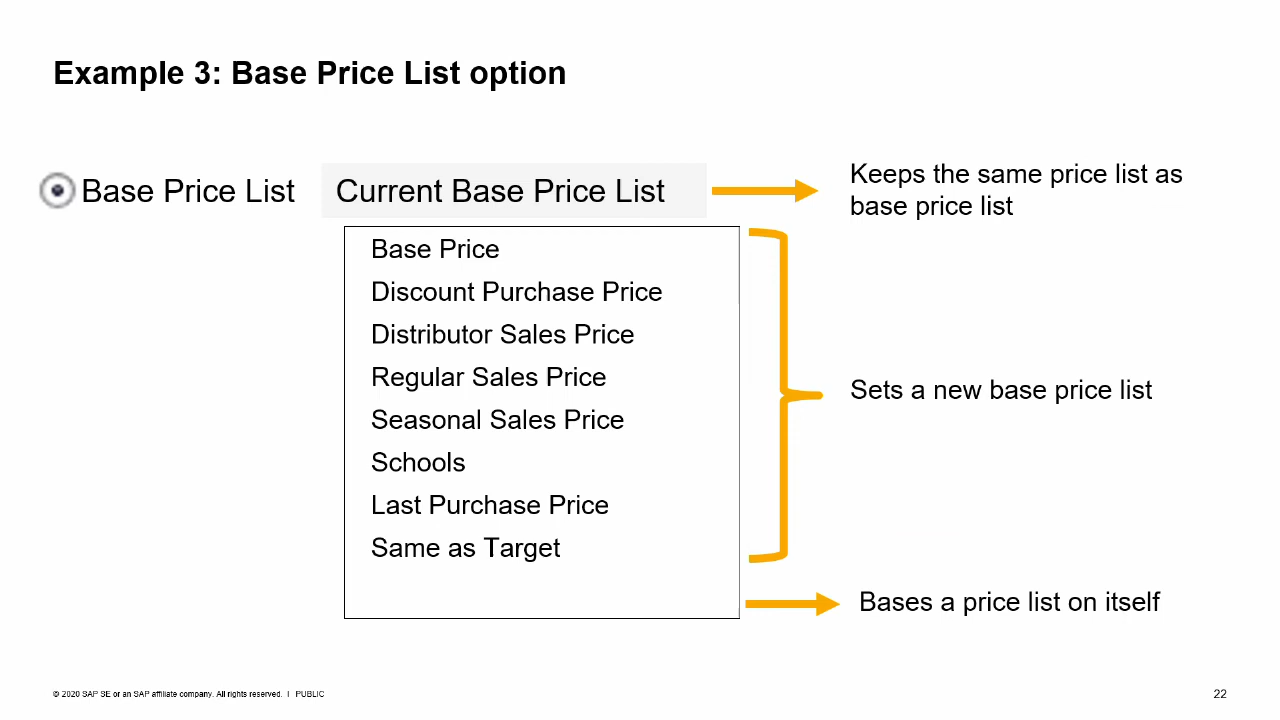 Example 3: Base Price List option
Base Price List
Current Base Price List
Keeps the same price list as
base price list
Base Price
Discount Purchase Price
Distributor Sales Price
Regular Sales Price
Seasonal Sales Price
Schools
Last Purchase Price
Same as Target
Sets a new base price list
Bases a price list on itself
© 2020 SAP SE or an SAP affiliate company. All rights reserved. I PUBLIC
22